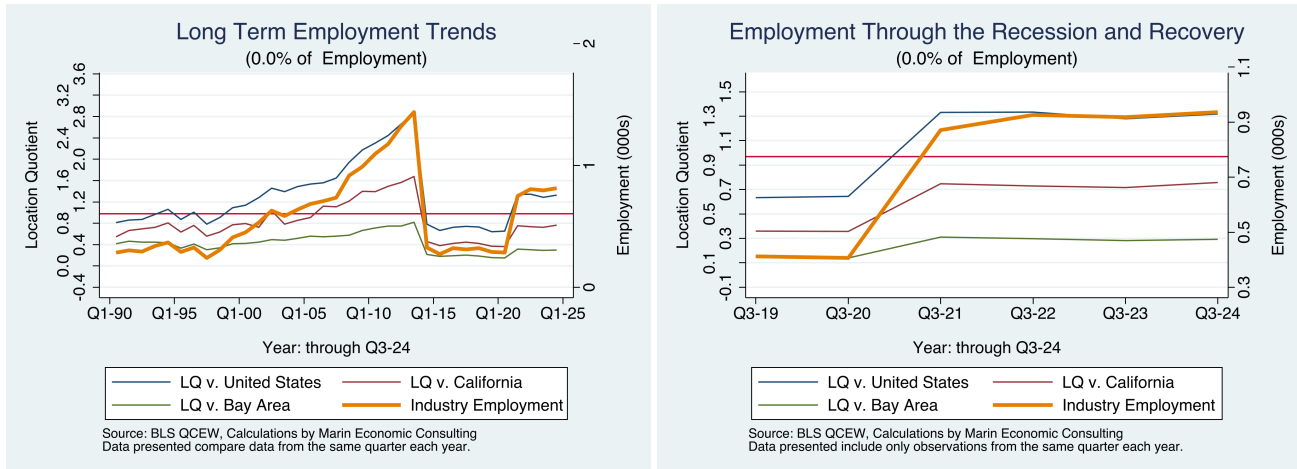 Long Term Employment Trends
(0.0% of  Employment)
Location Quotient
3.6
3.2
2.8
2.4
2.0
1.6
1.2
0.8
0.4
0.0
-0.4
2
1
0
Employment (000s)
Q1-90 Q1-95 Q1-00 Q1-05 Q1-10 Q1-15 Q1-20 Q1-25
Year: through Q3-24
LQ v. United States LQ v. California
LQ v. Bay Area Industry Employment
Source: BLS QCEW, Calculations by Marin Economic Consulting
Data presented compare data from the same quarter each year.
Employment Through the Recession and Recovery
(0.0% of  Employment)
Location Quotient
1.5
1.3
0.9
0.7
0.5
0.3
0.1
-0.1
1.1
0.9
0.7
0.5
0.3
Employment (000s)
Q3-19 Q3-20 Q3-21 Q3-22 Q3-23 Q3-24
Year: through Q3-24
LQ v. United States LQ v. California
LQ v. Bay Area Industry Employment
Source: BLS QCEW, Calculations by Marin Economic Consulting
Data presented include only observations from the same quarter each year.